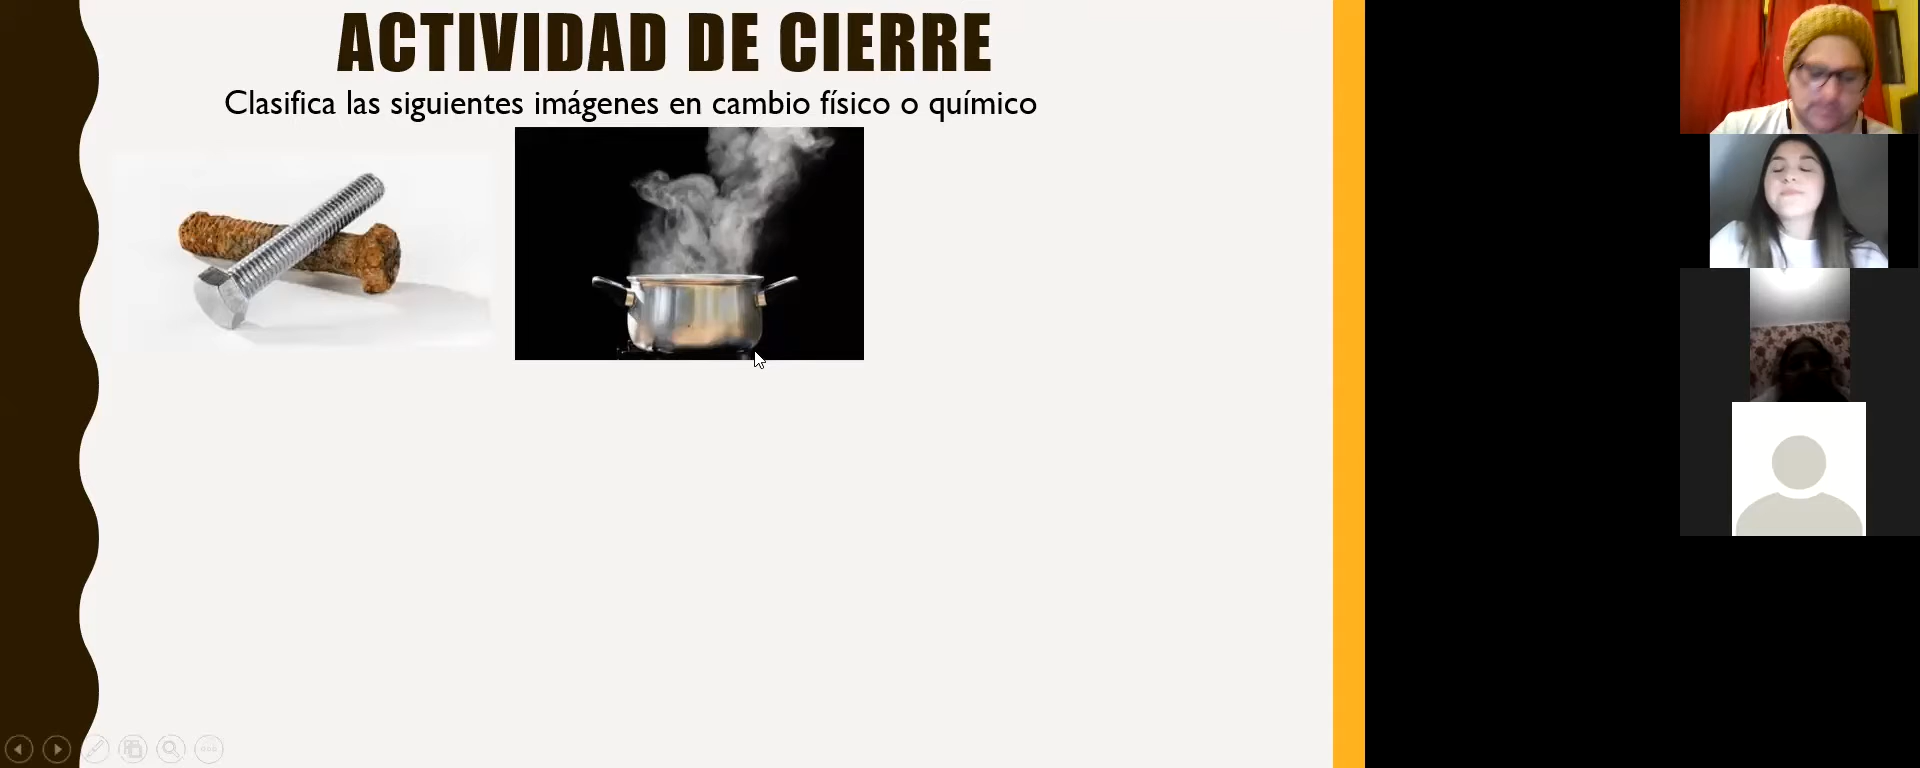 ACTIVIDAD DE CIERRE
Clasifica las siguientes imágenes en cambio físico o químico